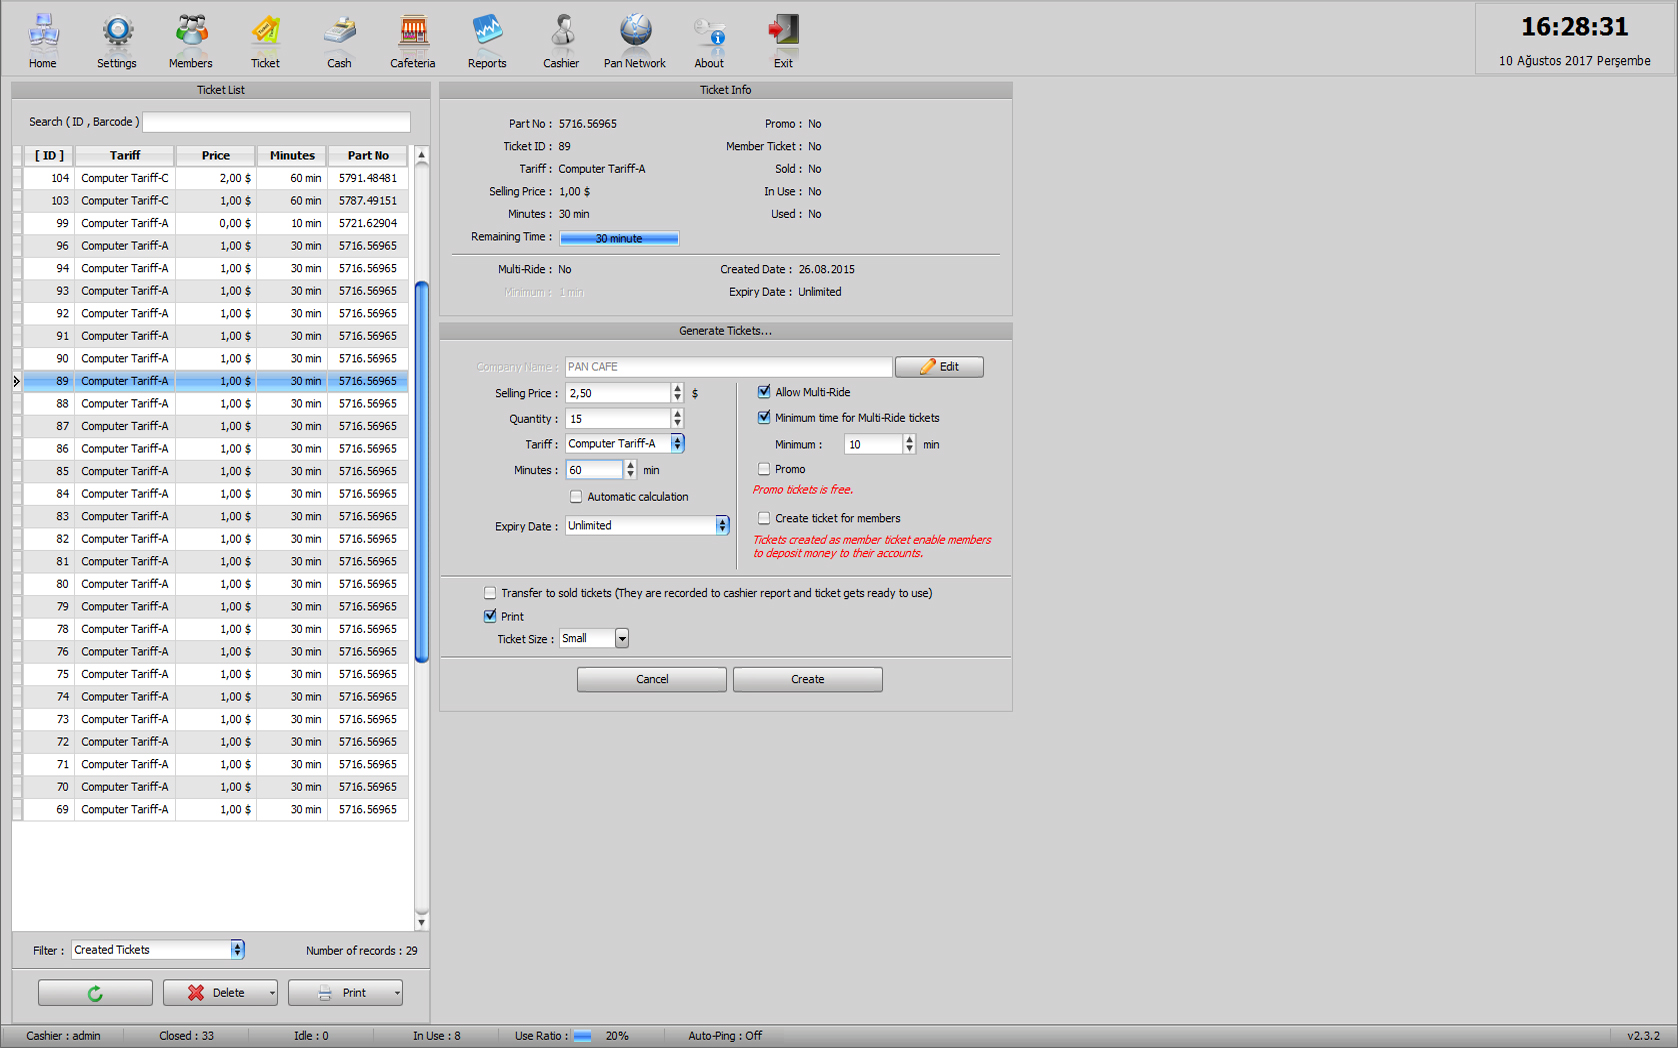 Home Settings Members Ticket Cash Cafeteria Reports Cashier Pan Network About Exit
16:28:31
10 Ağustos 2017 Perşembe
Ticket List
Search ( ID , Barcode )
[ ID ] Tariff Price Minutes Part No
104 Computer Tariff-C 2,00 $ 60 min 5791.48481
103 Computer Tariff-C 1,00 $ 60 min 5787.49151
99 Computer Tariff-A 0,00 $ 10 min 5721.62904
96 Computer Tariff-A 1,00 $ 30 min 5716.56965
94 Computer Tariff-A 1,00 $ 30 min 5716.56965
93 Computer Tariff-A 1,00 $ 30 min 5716.56965
92 Computer Tariff-A 1,00 $ 30 min 5716.56965
91 Computer Tariff-A 1,00 $ 30 min 5716.56965
90 Computer Tariff-A 1,00 $ 30 min 5716.56965
89 Computer Tariff-A 1,00 $ 30 min 5716.56965
88 Computer Tariff-A 1,00 $ 30 min 5716.56965
87 Computer Tariff-A 1,00 $ 30 min 5716.56965
86 Computer Tariff-A 1,00 $ 30 min 5716.56965
85 Computer Tariff-A 1,00 $ 30 min 5716.56965
84 Computer Tariff-A 1,00 $ 30 min 5716.56965
83 Computer Tariff-A 1,00 $ 30 min 5716.56965
82 Computer Tariff-A 1,00 $ 30 min 5716.56965
81 Computer Tariff-A 1,00 $ 30 min 5716.56965
80 Computer Tariff-A 1,00 $ 30 min 5716.56965
79 Computer Tariff-A 1,00 $ 30 min 5716.56965
78 Computer Tariff-A 1,00 $ 30 min 5716.56965
76 Computer Tariff-A 1,00 $ 30 min 5716.56965
75 Computer Tariff-A 1,00 $ 30 min 5716.56965
74 Computer Tariff-A 1,00 $ 30 min 5716.56965
73 Computer Tariff-A 1,00 $ 30 min 5716.56965
72 Computer Tariff-A 1,00 $ 30 min 5716.56965
71 Computer Tariff-A 1,00 $ 30 min 5716.56965
70 Computer Tariff-A 1,00 $ 30 min 5716.56965
69 Computer Tariff-A 1,00 $ 30 min 5716.56965
Filter : Created Tickets Number of records : 29
Delete Print
Ticket Info
Part No : 5716.56965 Promo : No
Ticket ID : 89 Member Ticket : No
Tariff : Computer Tariff-A Sold : No
Selling Price : 1,00 $ In Use : No
Minutes : 30 min Used : No
Remaining Time : 30 minute
Multi-Ride : No Created Date : 26.08.2015
Minimum : 1 min Expiry Date : Unlimited
Generate Tickets...
Company Name : PAN CAFE Edit
Selling Price : 2,50 $
Quantity : 15
Tariff : Computer Tariff-A
Minutes : 60 min
Automatic calculation
Expiry Date : Unlimited
Allow Multi-Ride
Minimum time for Multi-Ride tickets
Minimum : 10 min
Promo
Promo tickets is free.
Create ticket for members
Tickets created as member ticket enable members
to deposit money to their accounts.
Transfer to sold tickets (They are recorded to cashier report and ticket gets ready to use)
Print
Ticket Size : Small
Cancel Create
Cashier : admin Closed : 33 Idle : 0 In Use : 8 Use Ratio : 20% Auto-Ping : Off v2.3.2